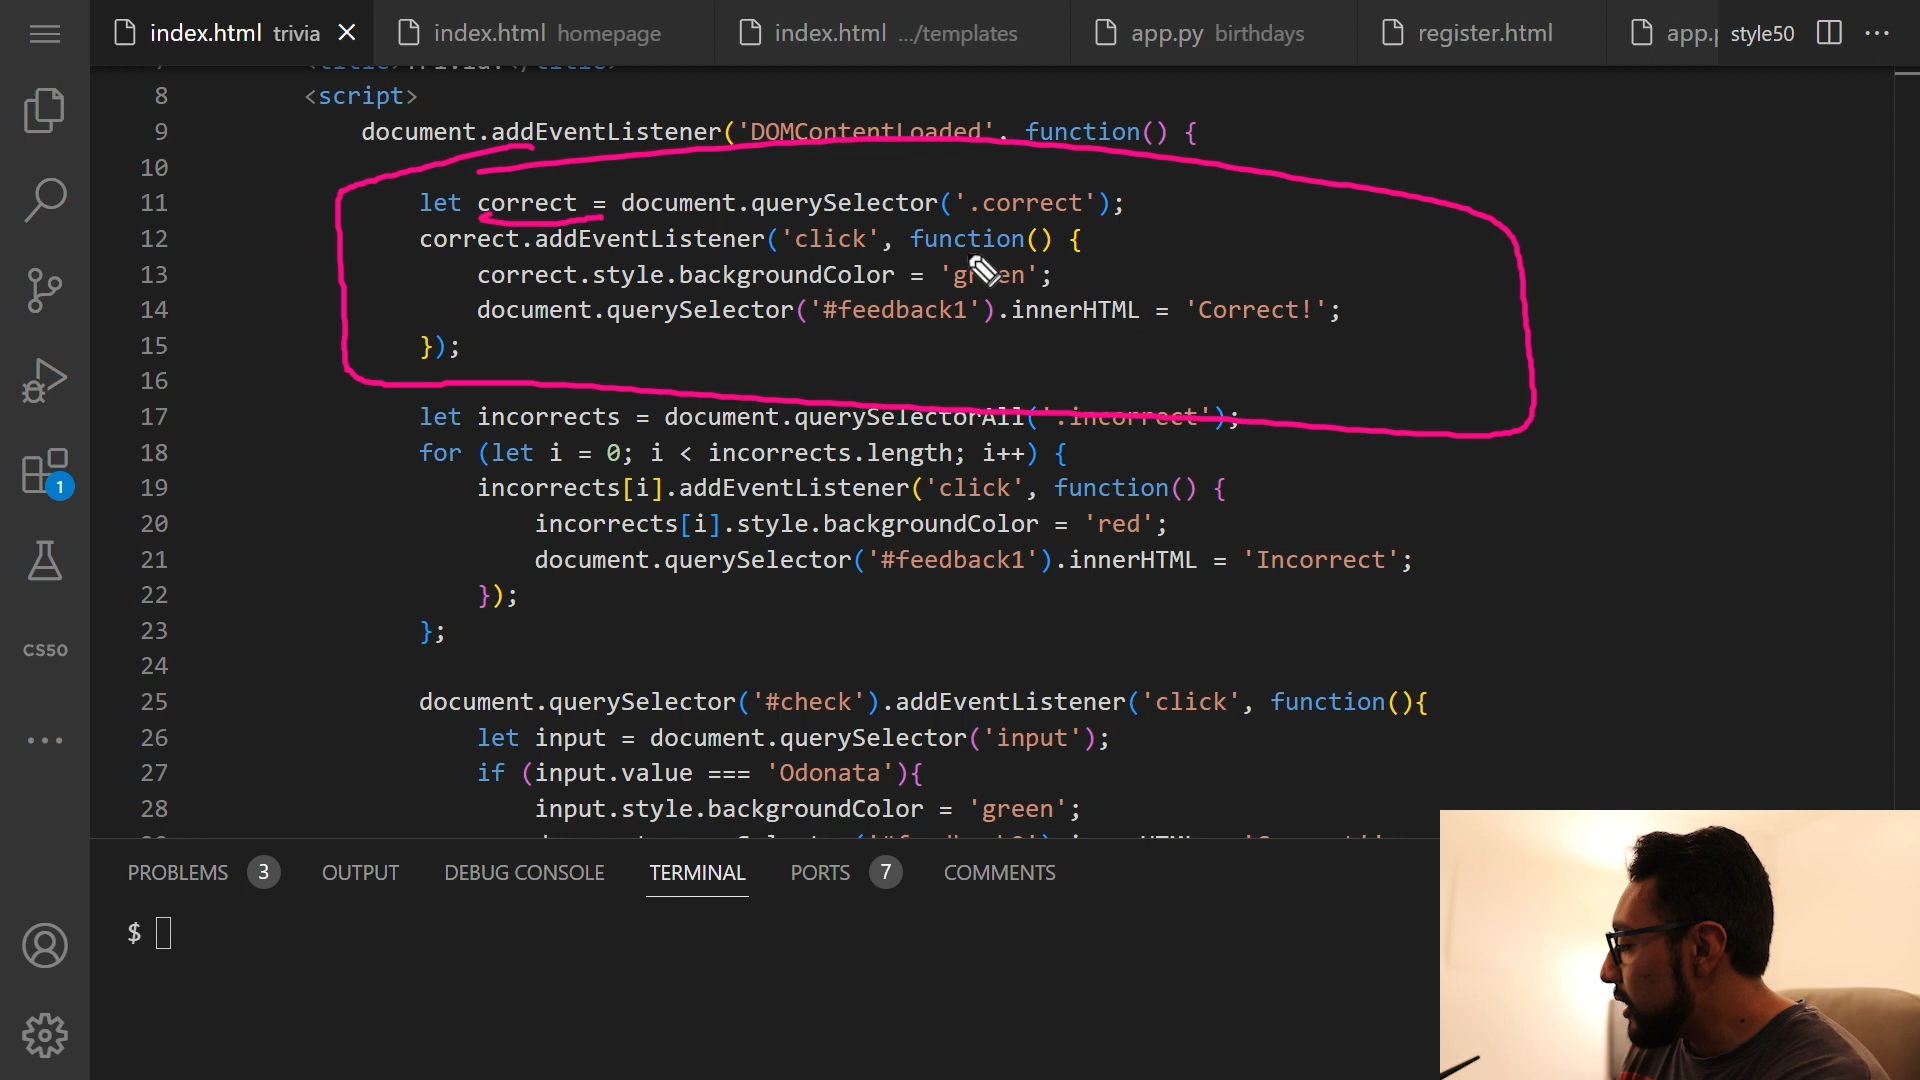 index.html trivia
index.html homepage
index.html .../templates
app.py birthdays
register.html
app.
style50
8 <script>
9 document.addEventListener('DOMContentLoaded', function() {
10
11 let correct = document.querySelector('.correct');
12 correct.addEventListener('click', function() {
13 correct.style.backgroundColor = 'green';
14 document.querySelector('#feedback1').innerHTML = 'Correct!';
15 });
16
17 let incorrects = document.querySelectorAll('.incorrect');
18 for (let i = 0; i < incorrects.length; i++) {
19 incorrects[i].addEventListener('click', function() {
20 incorrects[i].style.backgroundColor = 'red';
21 document.querySelector('#feedback1').innerHTML = 'Incorrect';
22 });
23 };
24
25 document.querySelector('#check').addEventListener('click', function(){
26 let input = document.querySelector('input');
27 if (input.value === 'Odonata'){
28 input.style.backgroundColor = 'green';
1
CS50
PROBLEMS 3
OUTPUT
DEBUG CONSOLE
TERMINAL
PORTS 7
COMMENTS
$